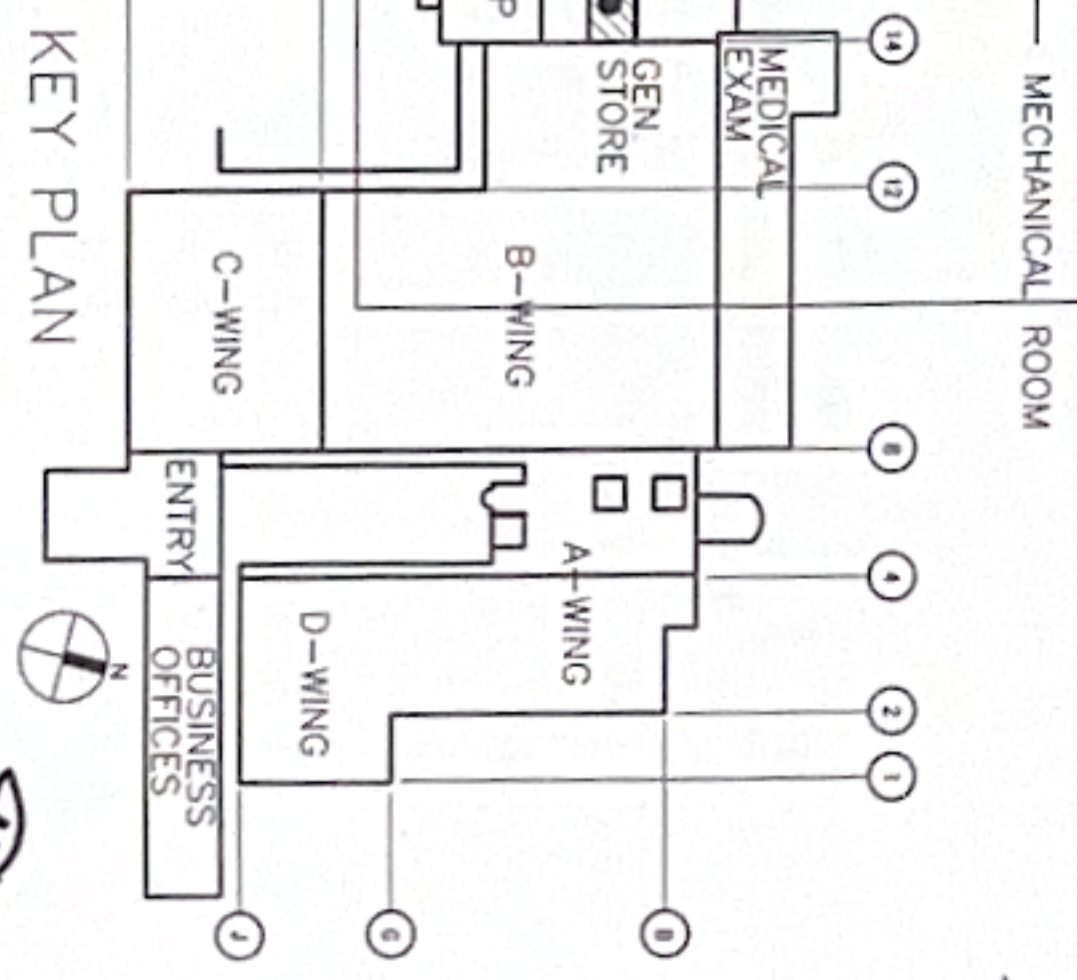 MECHANICAL ROOM
14
12
8
4
2
1
MEDICAL
EXAM
GEN.
STORE
P
B-WING
A-WING
C-WING
D-WING
ENTRY
BUSINESS
OFFICES
N
J
G
KEY PLAN